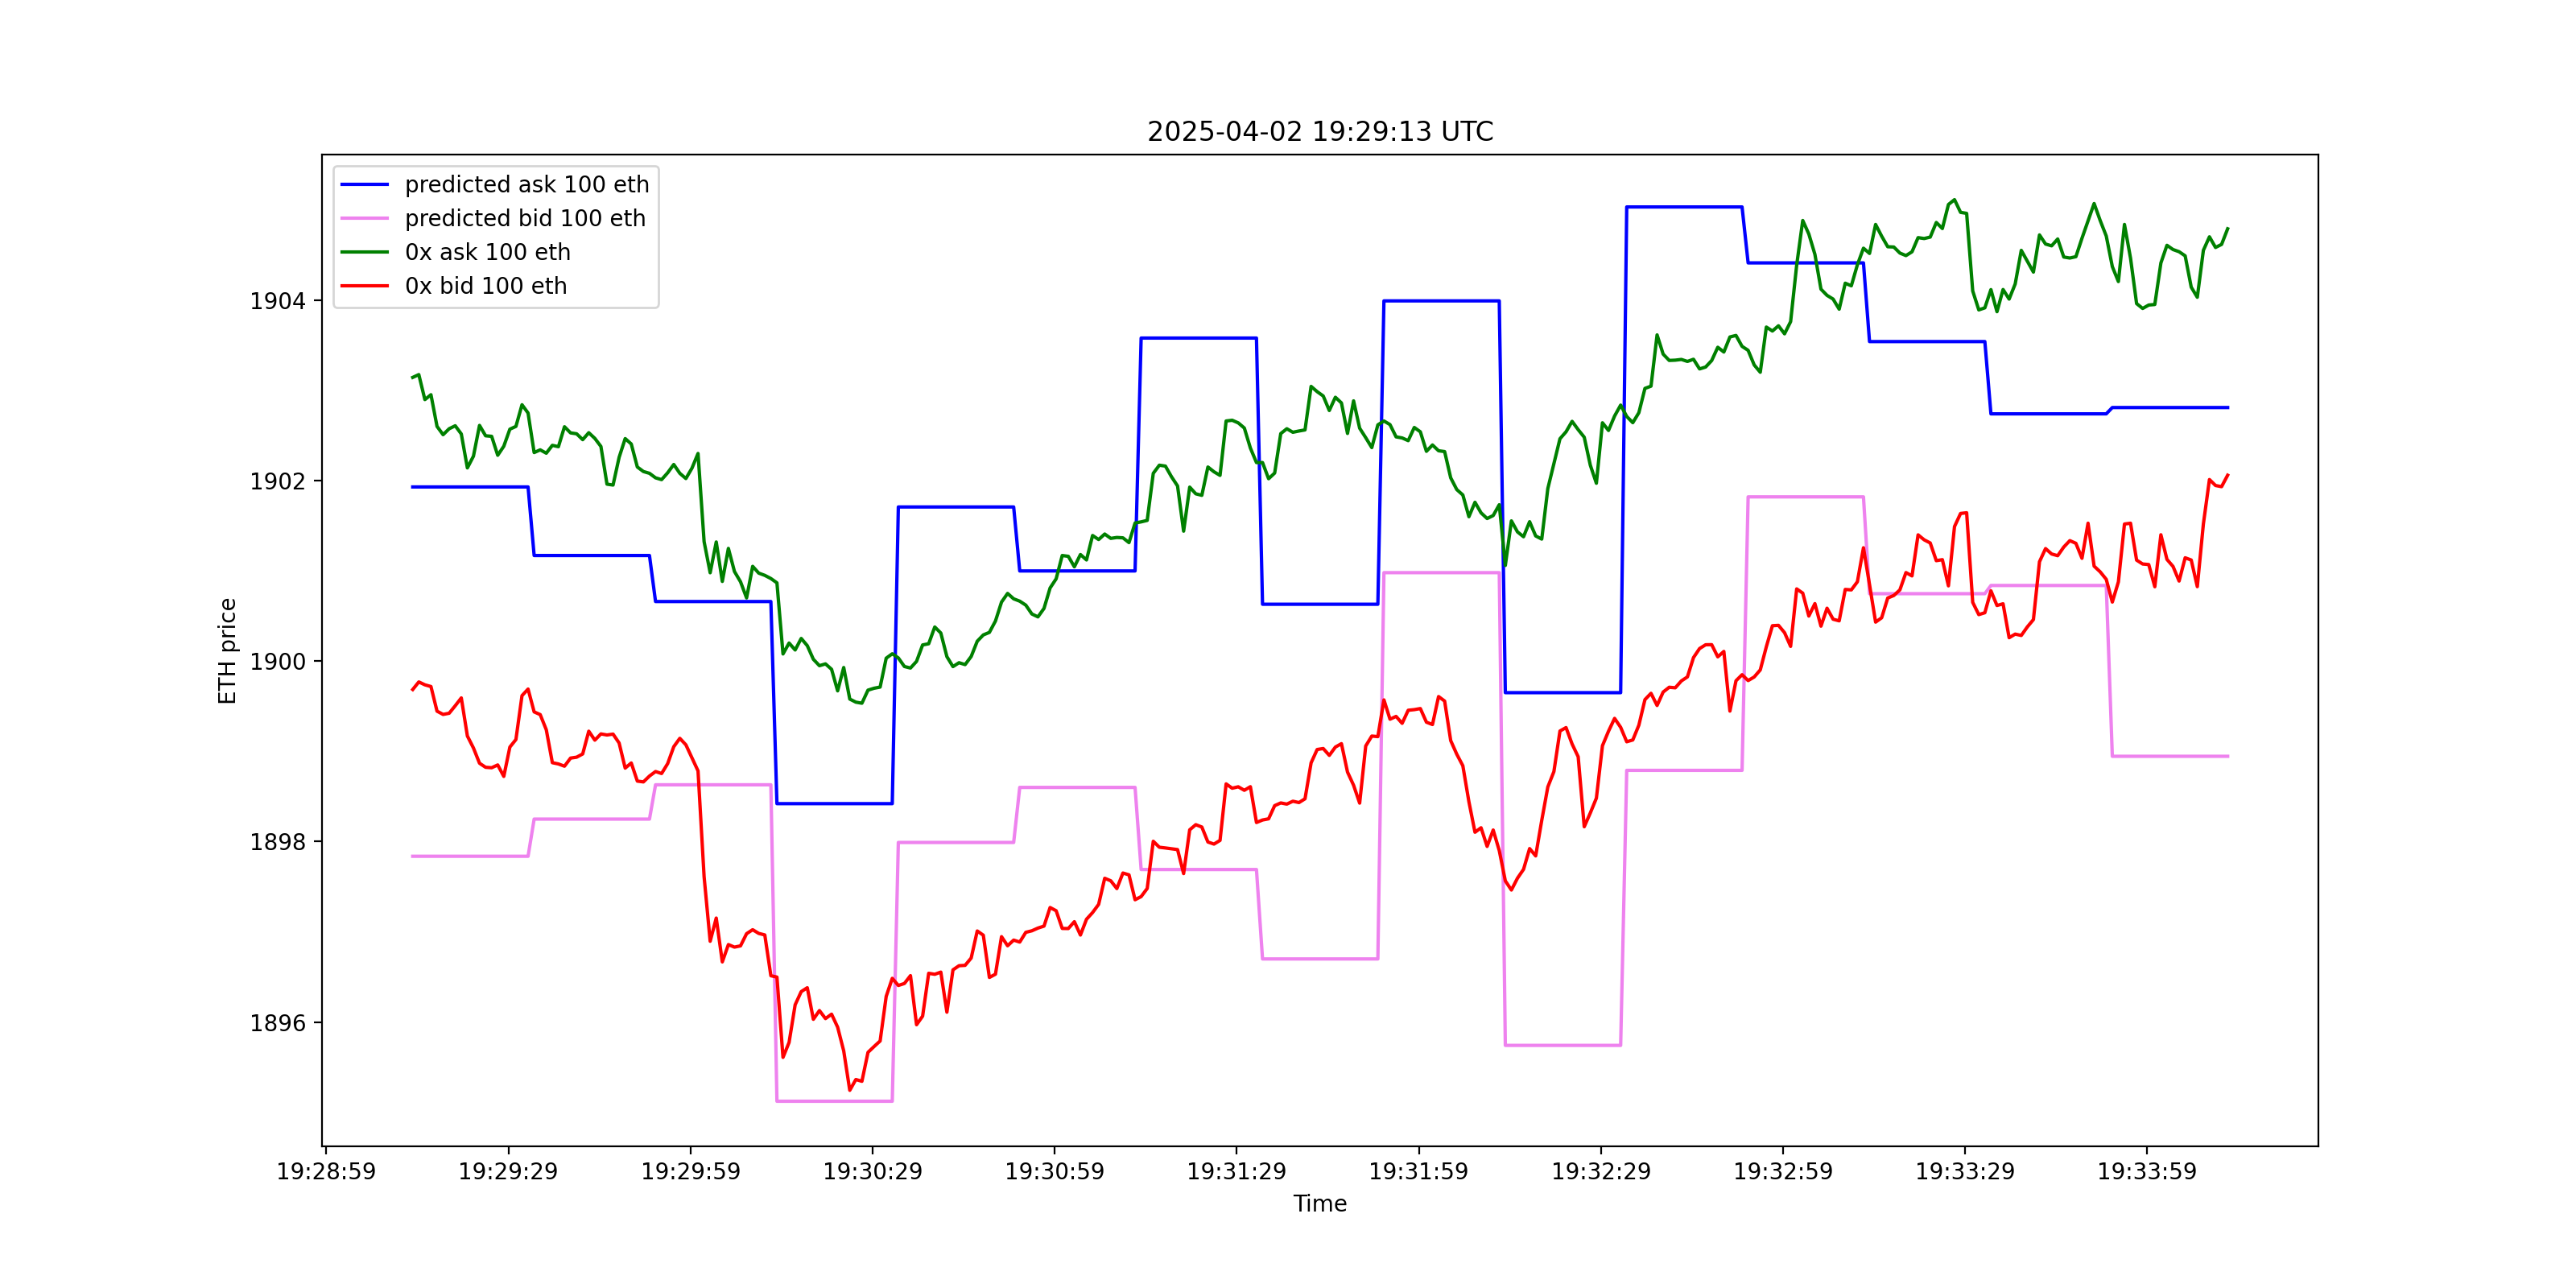 2025-04-02 19:29:13 UTC
predicted ask 100 eth
predicted bid 100 eth
0x ask 100 eth
0x bid 100 eth
ETH price
1904
1902
1900
1898
1896
19:28:59 19:29:29 19:29:59 19:30:29 19:30:59 19:31:29 19:31:59 19:32:29 19:32:59 19:33:29 19:33:59
Time